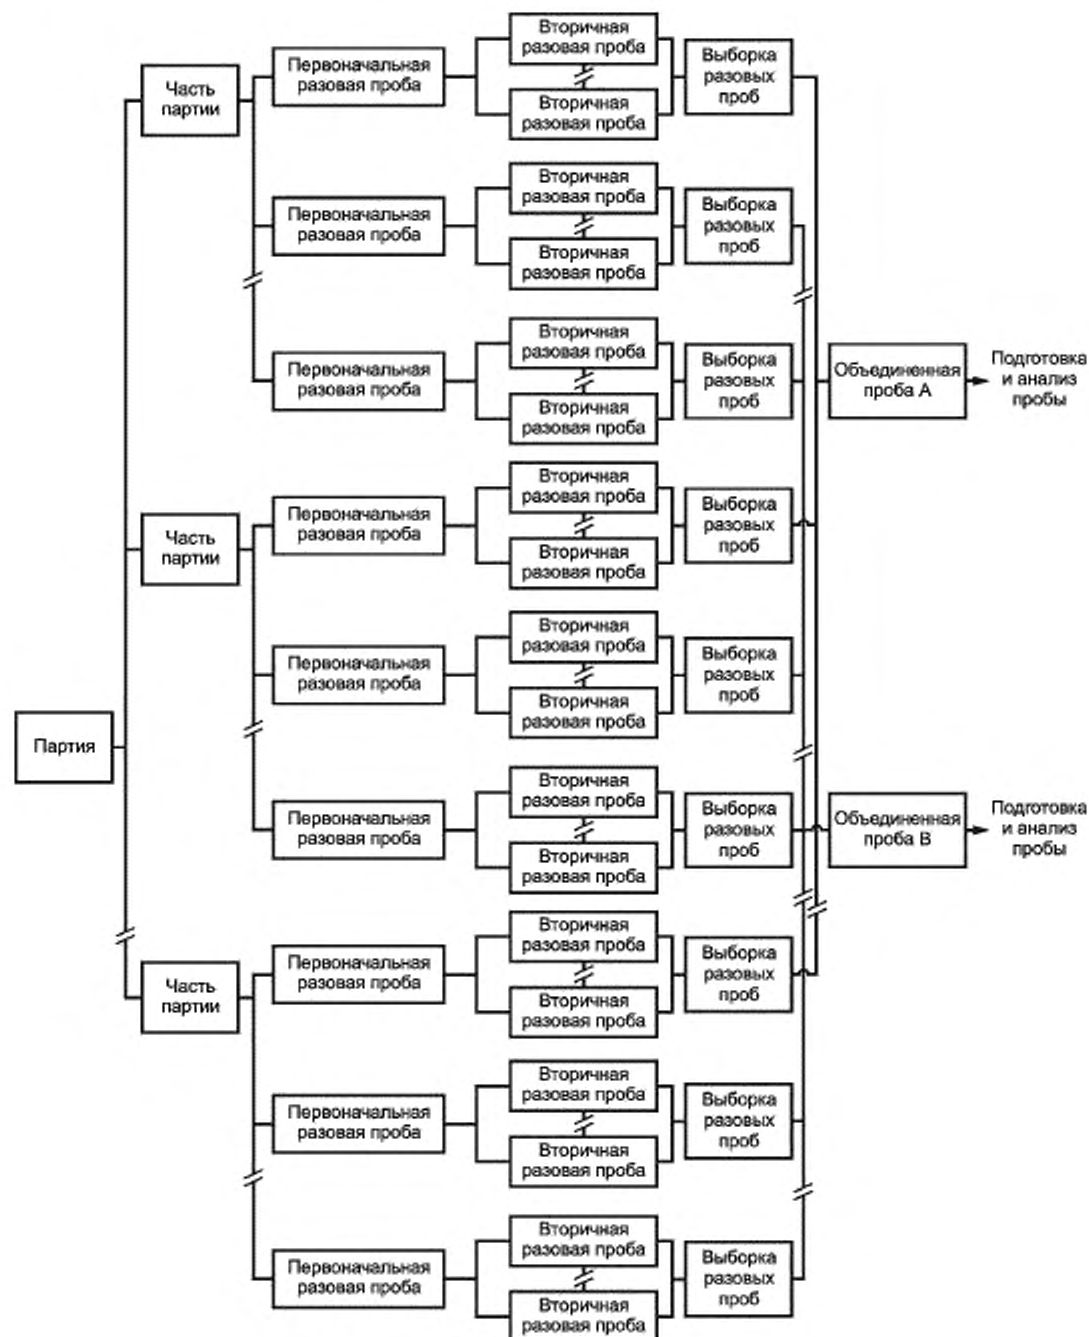 Партия
Часть
партии
Первоначальная
разовая проба
Вторичная
разовая проба
Вторичная
разовая проба
Выборка
разовых
проб
Первоначальная
разовая проба
Вторичная
разовая проба
Вторичная
разовая проба
Выборка
разовых
проб
Первоначальная
разовая проба
Вторичная
разовая проба
Вторичная
разовая проба
Выборка
разовых
проб
Объединенная
проба А
Подготовка
и анализ
пробы
Часть
партии
Первоначальная
разовая проба
Вторичная
разовая проба
Вторичная
разовая проба
Выборка
разовых
проб
Первоначальная
разовая проба
Вторичная
разовая проба
Вторичная
разовая проба
Выборка
разовых
проб
Первоначальная
разовая проба
Вторичная
разовая проба
Вторичная
разовая проба
Выборка
разовых
проб
Объединенная
проба В
Подготовка
и анализ
пробы
Часть
партии
Первоначальная
разовая проба
Вторичная
разовая проба
Вторичная
разовая проба
Выборка
разовых
проб
Первоначальная
разовая проба
Вторичная
разовая проба
Вторичная
разовая проба
Выборка
разовых
проб
Первоначальная
разовая проба
Вторичная
разовая проба
Вторичная
разовая проба
Выборка
разовых
проб